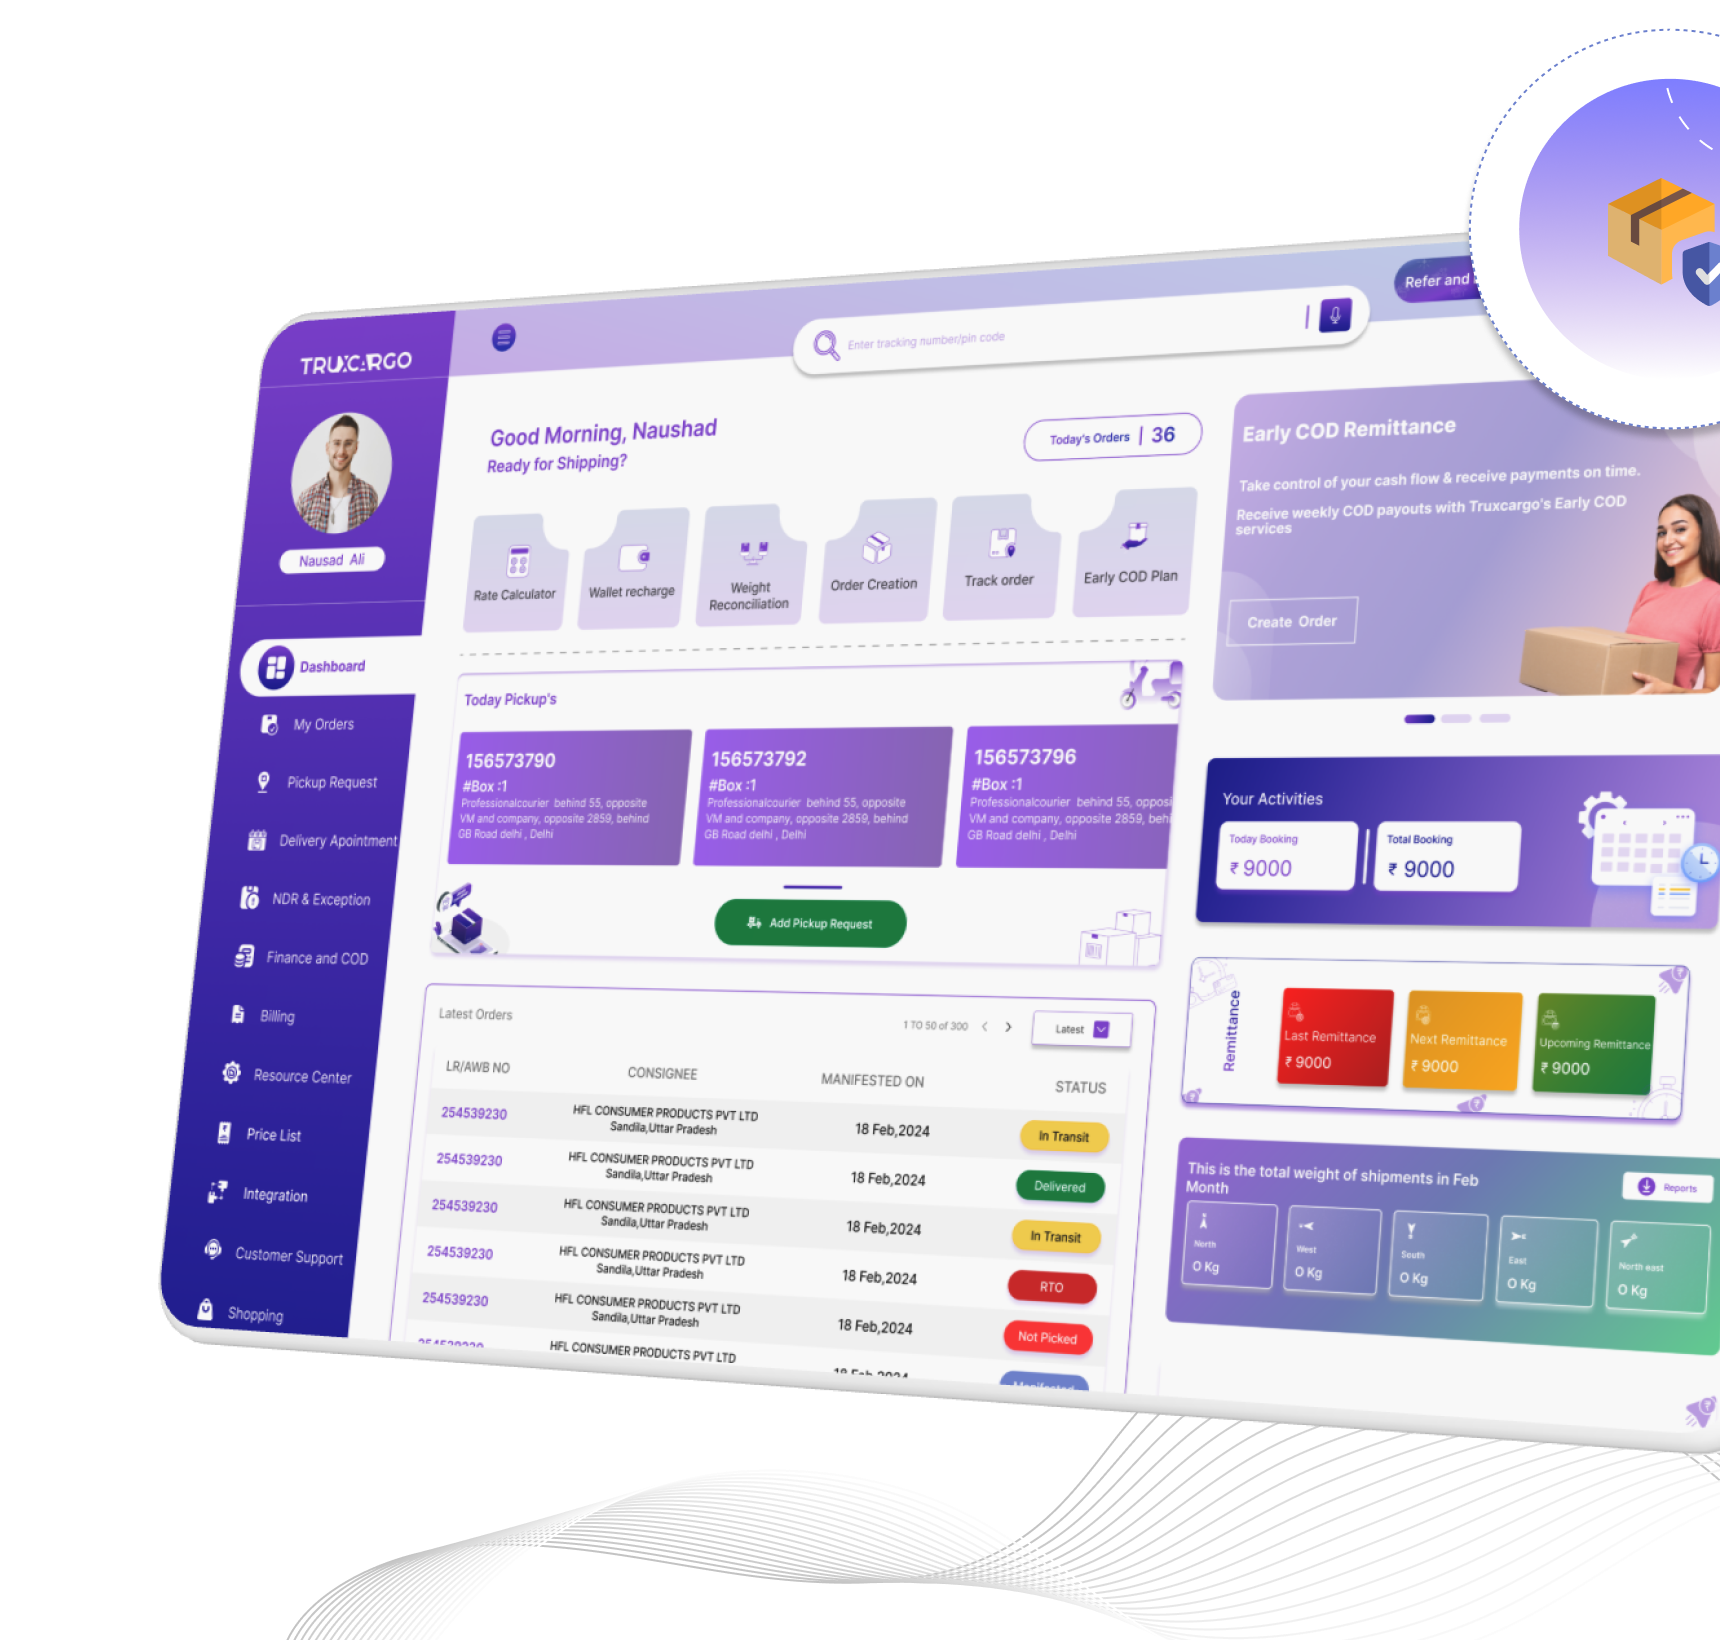 TRUXCARGO
Nausad Ali
Dashboard
My Orders
Pickup Request
Delivery Apointment
NDR & Exception
Finance and COD
Billing
Resource Center
Price List
Integration
Customer Support
Shopping
Enter tracking number/pin code
Refer and
Good Morning, Naushad
Ready for Shipping?
Today's Orders | 36
Rate Calculator
Wallet recharge
Weight
Reconciliation
Order Creation
Track order
Early COD Plan
Today Pickup's
156573790
#Box :1
Professionalcourier behind 55, opposite
VM and company, opposite 2859, behind
GB Road delhi , Delhi
156573792
#Box :1
Professionalcourier behind 55, opposite
VM and company, opposite 2859, behind
GB Road delhi , Delhi
156573796
#Box :1
Professionalcourier behind 55, opposi
VM and company, opposite 2859, behi
GB Road delhi , Delhi
Add Pickup Request
Latest Orders
1 TO 50 of 300
Latest
LR/AWB NO CONSIGNEE MANIFESTED ON STATUS
254539230 HFL CONSUMER PRODUCTS PVT LTD 18 Feb,2024 In Transit
Sandila,Uttar Pradesh
254539230 HFL CONSUMER PRODUCTS PVT LTD 18 Feb,2024 Delivered
Sandila,Uttar Pradesh
254539230 HFL CONSUMER PRODUCTS PVT LTD 18 Feb,2024 In Transit
Sandila,Uttar Pradesh
254539230 HFL CONSUMER PRODUCTS PVT LTD 18 Feb,2024 RTO
Sandila,Uttar Pradesh
254539230 HFL CONSUMER PRODUCTS PVT LTD 18 Feb,2024 Not Picked
Sandila,Uttar Pradesh
254539230 HFL CONSUMER PRODUCTS PVT LTD 18 Feb,2024 Manifested
Early COD Remittance
Take control of your cash flow & receive payments on time.
Receive weekly COD payouts with Truxcargo's Early COD
services
Create Order
Your Activities
Today Booking
₹ 9000
Total Booking
₹ 9000
Remittance
Last Remittance
₹ 9000
Next Remittance
₹ 9000
Upcoming Remittance
₹ 9000
This is the total weight of shipments in Feb
Month
Reports
North
O Kg
West
O Kg
South
O Kg
East
O Kg
North east
O Kg